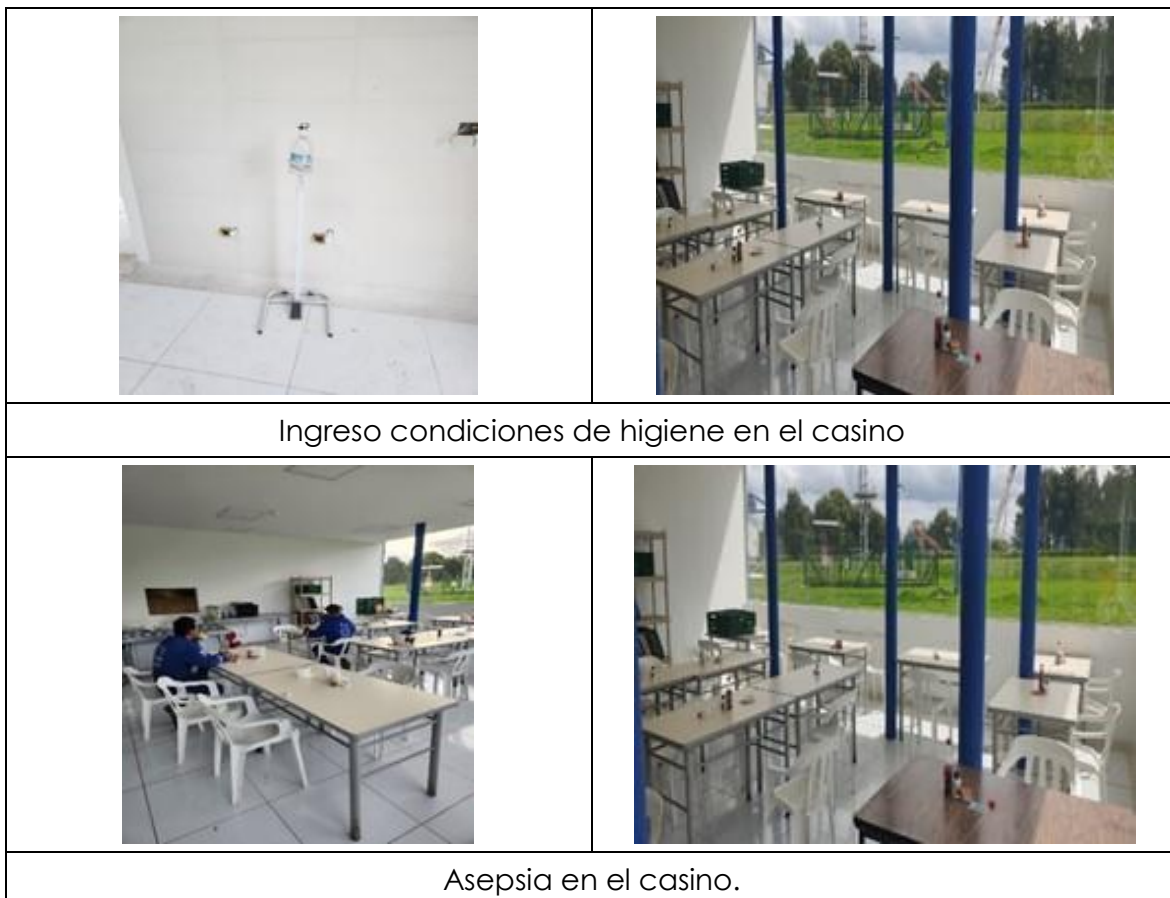 Ingreso condiciones de higiene en el casino
Asepsia en el casino.